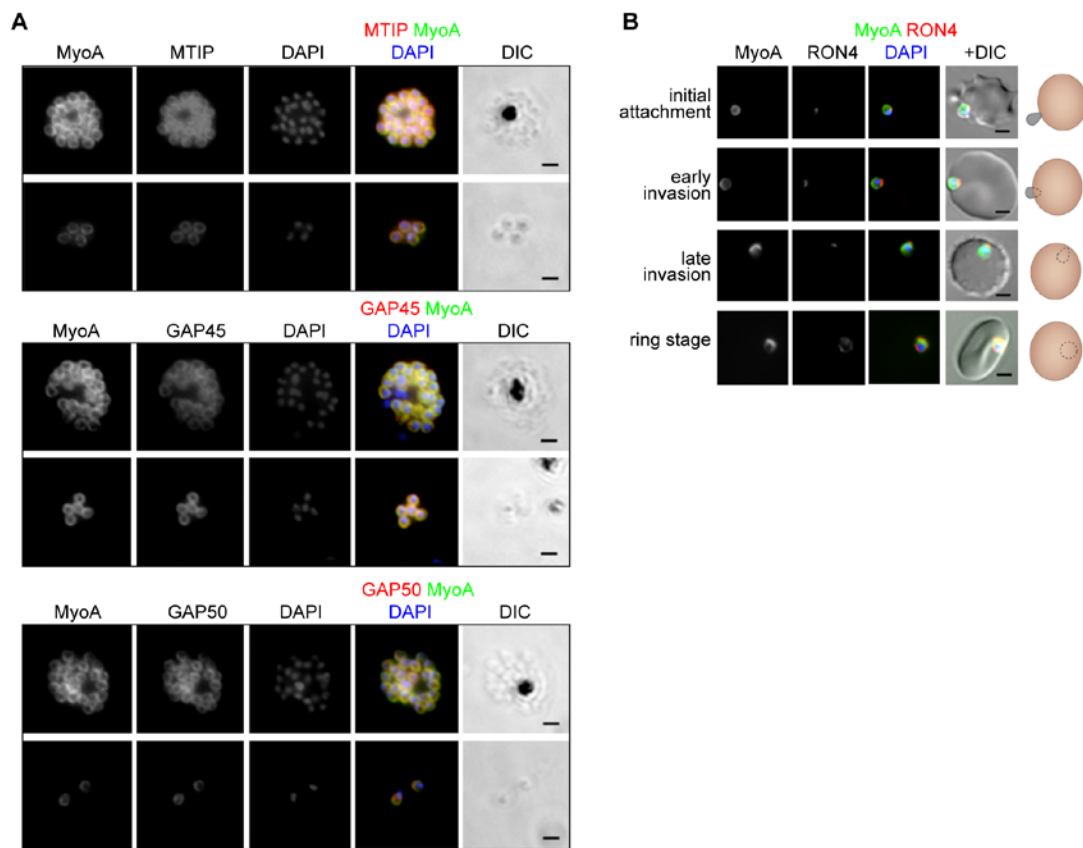 A
MTIP MyoA
MyoA MTIP DAPI DAPI DIC
GAP45 MyoA
MyoA GAP45 DAPI DAPI DIC
GAP50 MyoA
MyoA GAP50 DAPI DAPI DIC
B
MyoA RON4
MyoA RON4 DAPI +DIC
initial
attachment
early
invasion
late
invasion
ring stage